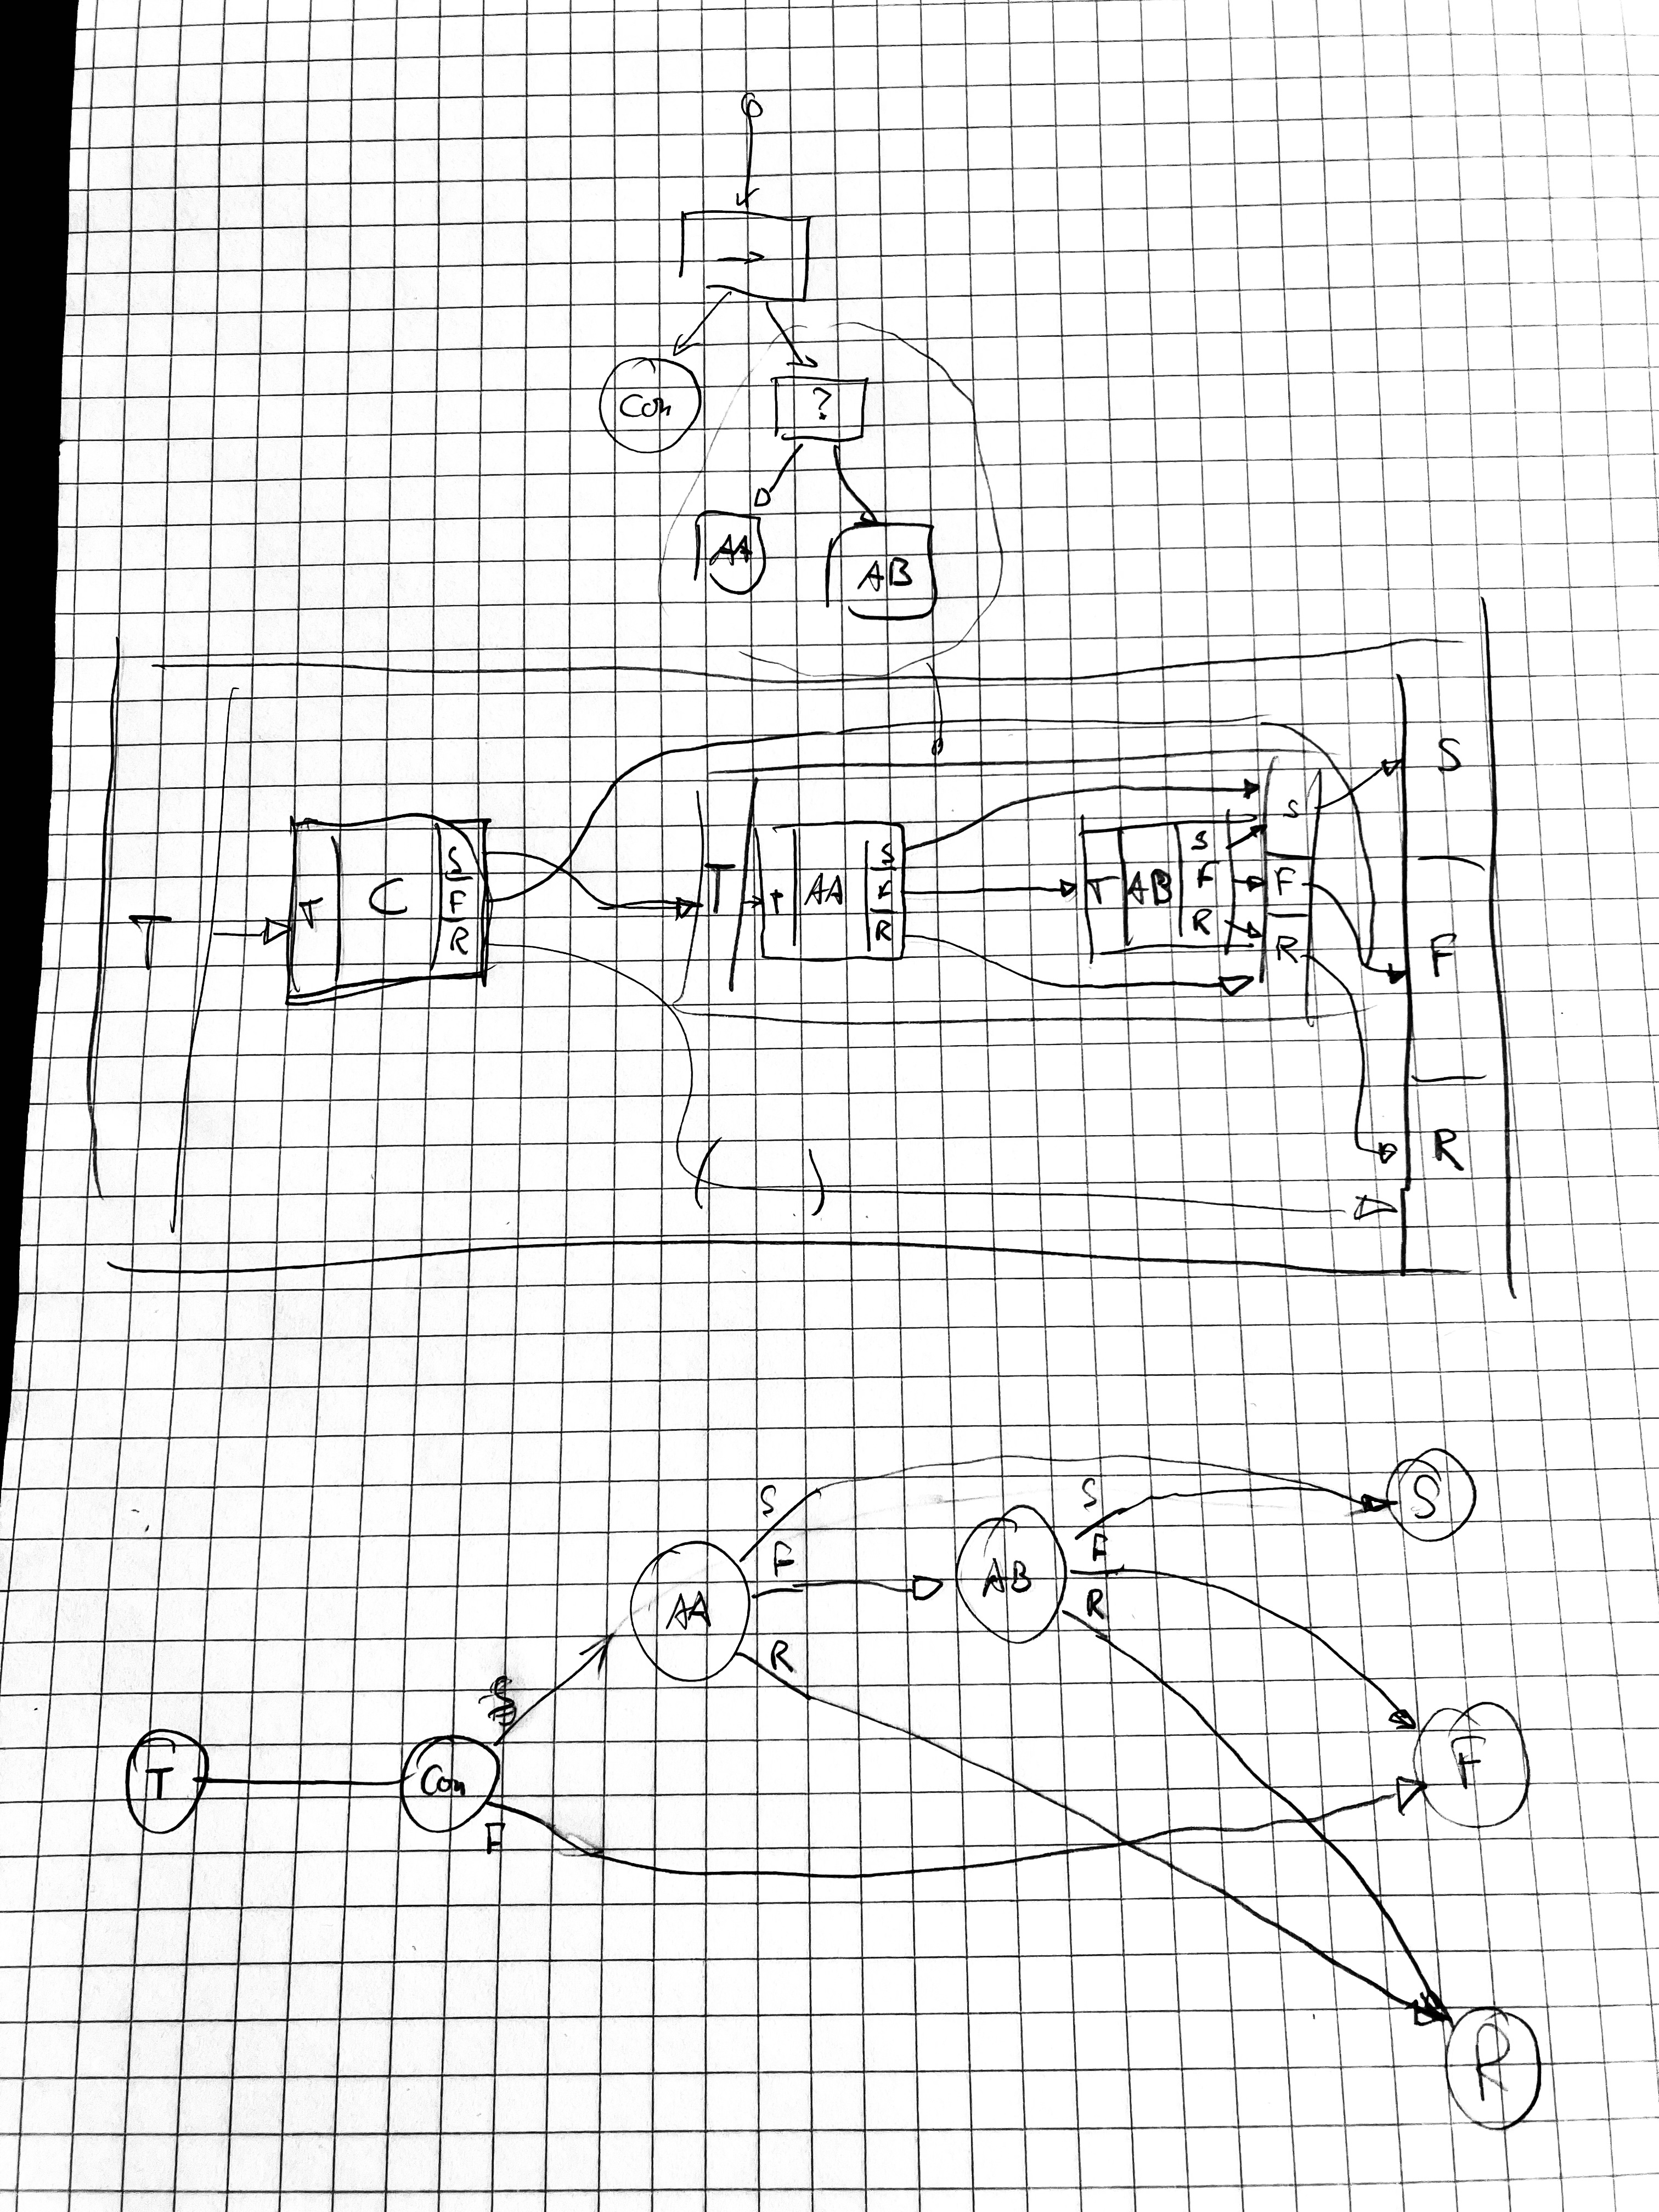 →
Con ?
AA AB
T T C S F R T T AA S F R T AB S F R S F R S F R
( )
S F R S F R S
AA AB
S
T Con F
F
R